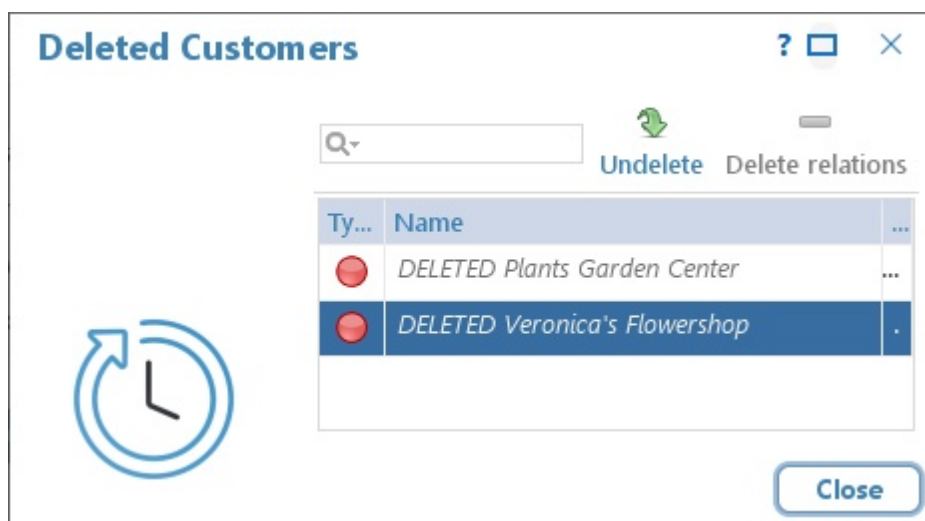 Deleted Customers ?
Undelete Delete relations
Ty... Name ...
DELETED Plants Garden Center ...
DELETED Veronica's Flowershop .
Close